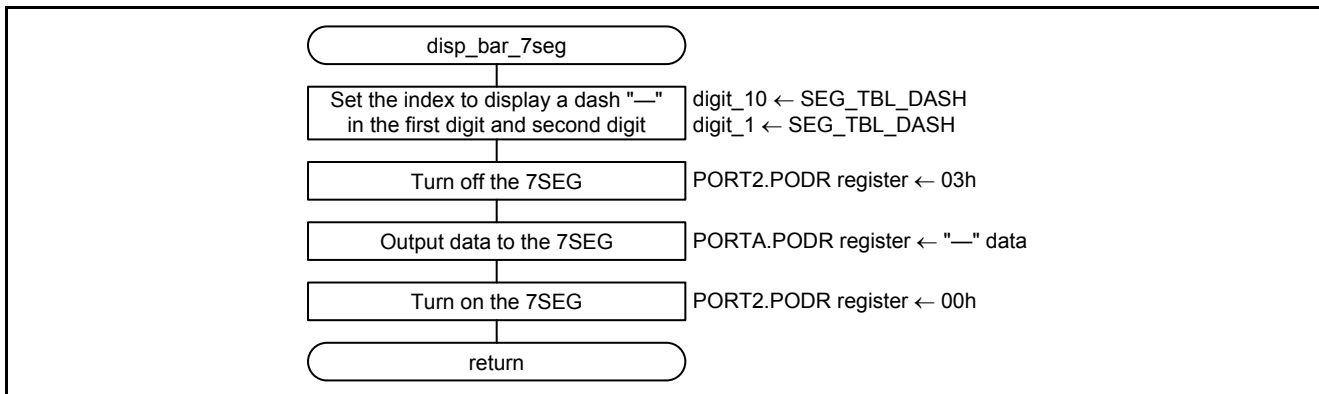 disp_bar_7seg
Set the index to display a dash "—" digit_10 ← SEG_TBL_DASH
in the first digit and second digit digit_1 ← SEG_TBL_DASH
Turn off the 7SEG PORT2.PODR register ← 03h
Output data to the 7SEG PORTA.PODR register ← "—" data
Turn on the 7SEG PORT2.PODR register ← 00h
return